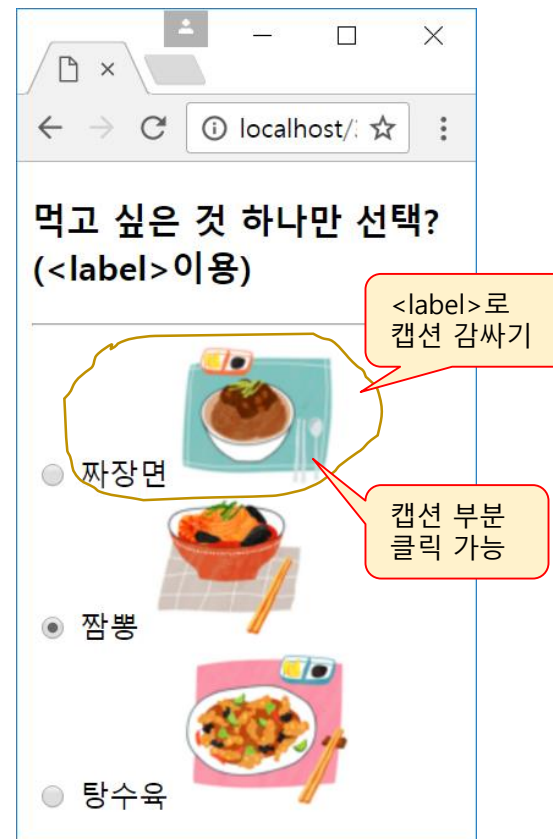 localhost/:
먹고 싶은 것 하나만 선택?
(<label>이용)
<label>로
캡션 감싸기
짜장면
캡션 부분
클릭 가능
짬뽕
탕수육